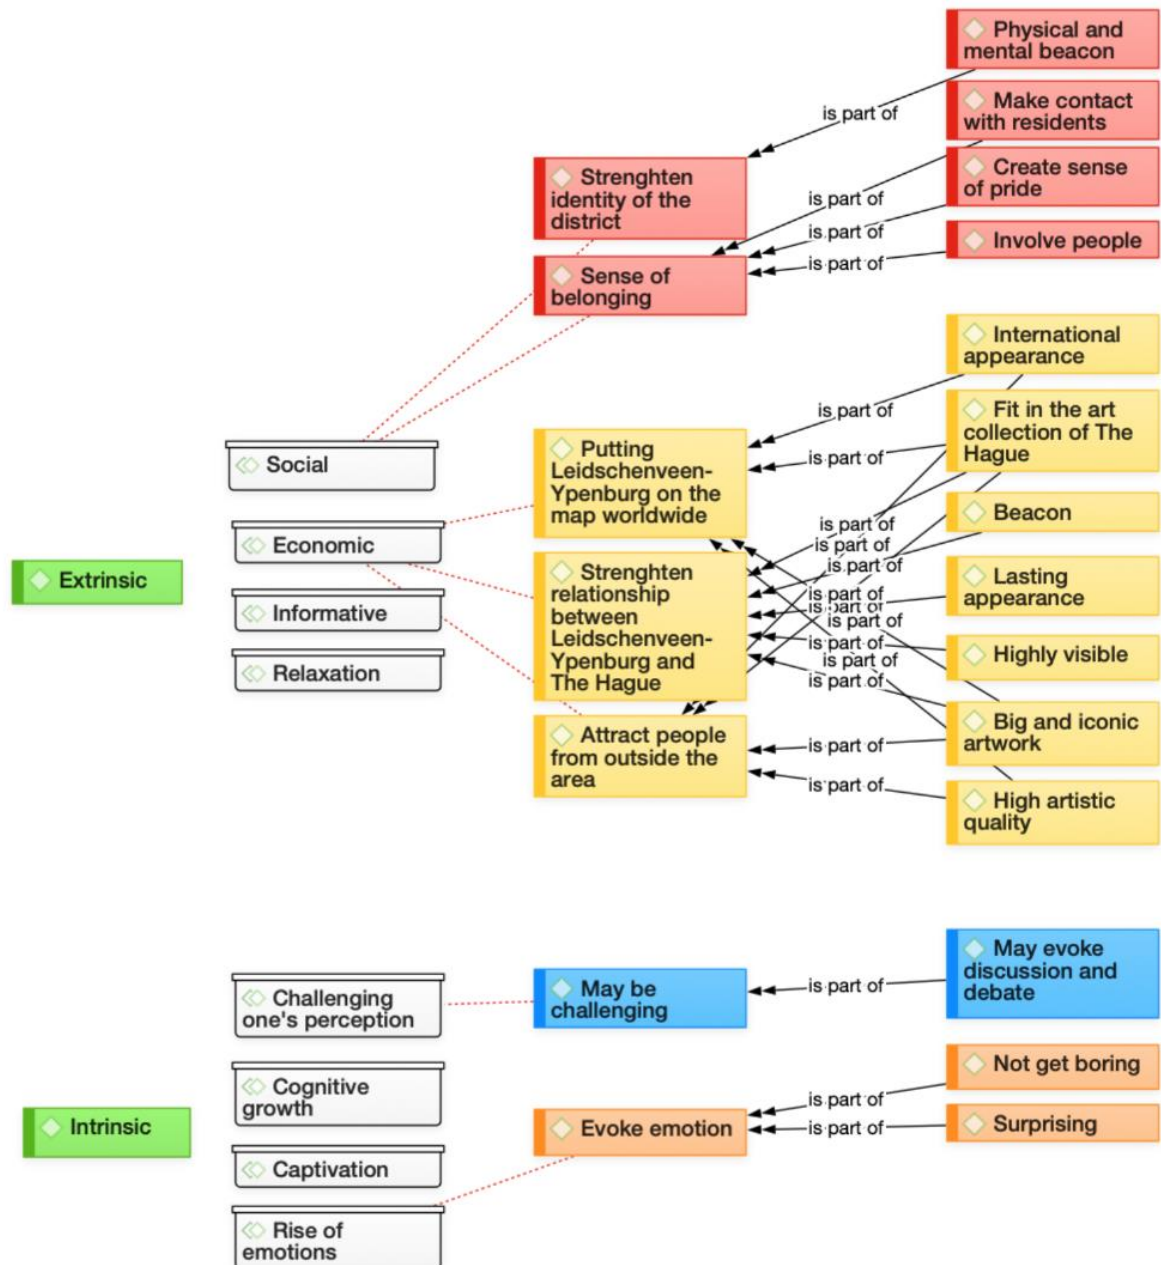 Physical and
mental beacon
is part of
Make contact
with residents
Create sense
of pride
Strenghten
identity of the
district
is part of
is part of
is part of
Involve people
Sense of
belonging
International
appearance
is part of
Fit in the art
collection of The
Hague
Social
Putting
Leidschenveen-
Ypenburg on the
map worldwide
is part of
Beacon
is part of
is part of
is part of
Economic
Extrinsic
Strenghten
relationship
between
Leidschenveen-
Ypenburg and
The Hague
Lasting
appearance
is part of
is part of
is part of
Informative
is part of
is part of
is part of
Highly visible
Relaxation
Big and iconic
artwork
Attract people
from outside the
area
is part of
is part of
High artistic
quality
May evoke
discussion and
debate
is part of
May be
challenging
Challenging
one's perception
Not get boring
Cognitive
growth
is part of
Intrinsic
Evoke emotion
is part of
Surprising
Captivation
Rise of
emotions